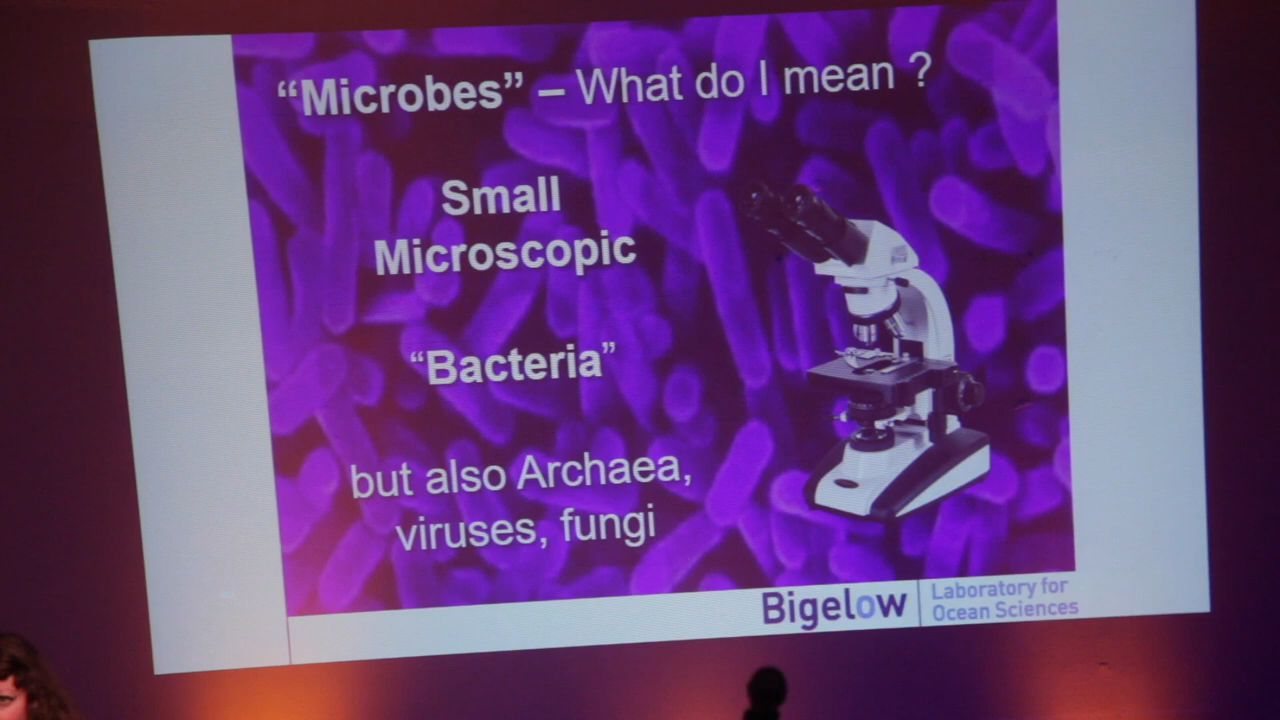 “Microbes” – What do I mean ?
Small
Microscopic
“Bacteria”
but also Archaea,
viruses, fungi
Bigelow
Laboratory for
Ocean Sciences